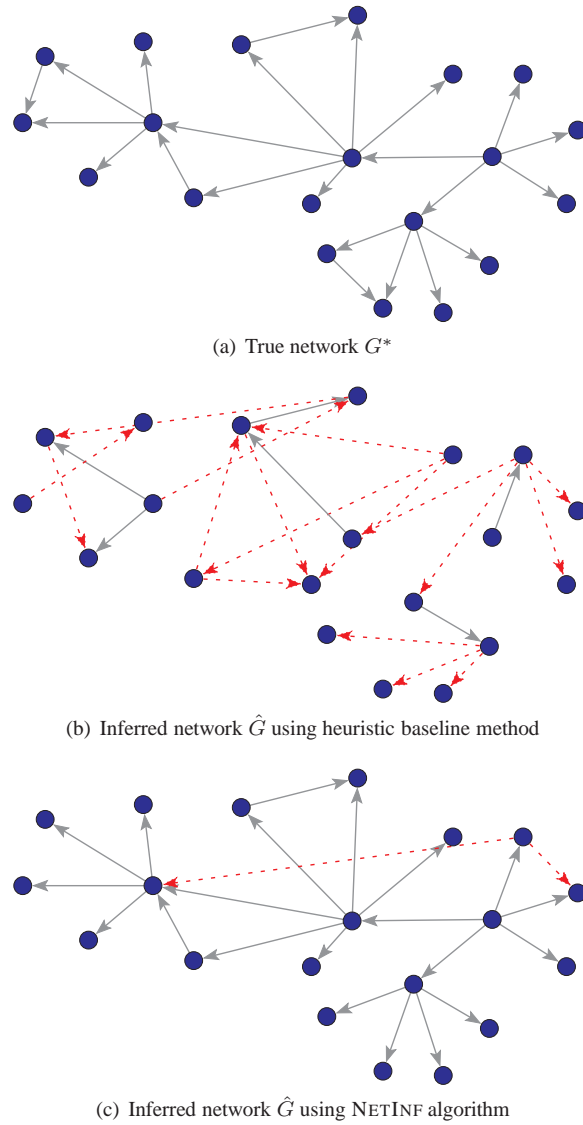 (a) True network G*
(b) Inferred network Ĝ using heuristic baseline method
(c) Inferred network Ĝ using NETINF algorithm